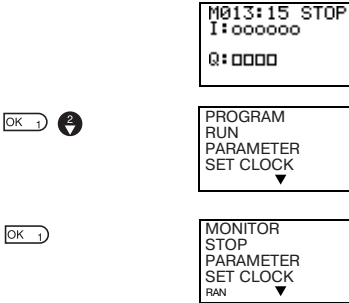 M013:15 STOP
I:oooooo
Q:□□□□
OK 1 2
PROGRAM
RUN
PARAMETER
SET CLOCK
OK 1
MONITOR
STOP
PARAMETER
SET CLOCK
RAN